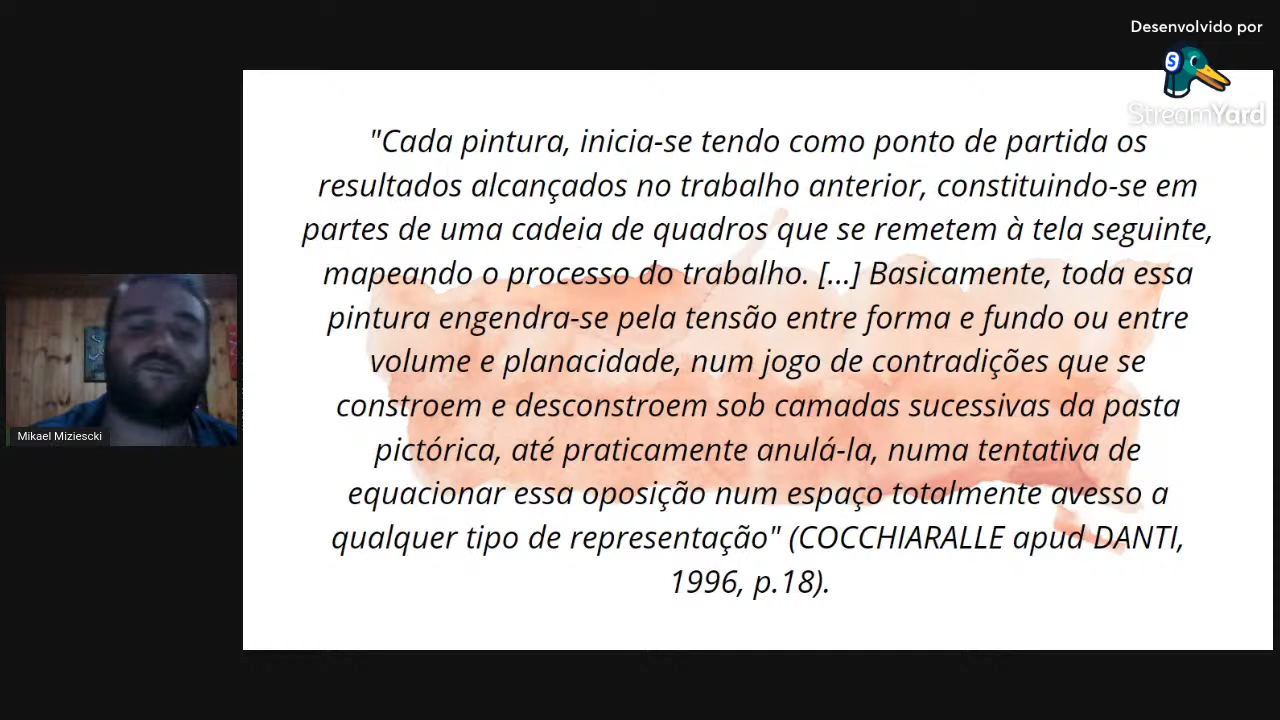 Desenvolvido por
S
StreamYard
"Cada pintura, inicia-se tendo como ponto de partida os
resultados alcançados no trabalho anterior, constituindo-se em
partes de uma cadeia de quadros que se remetem à tela seguinte,
mapeando o processo do trabalho. [...] Basicamente, toda essa
pintura engendra-se pela tensão entre forma e fundo ou entre
volume e planacidade, num jogo de contradições que se
constroem e desconstroem sob camadas sucessivas da pasta
pictórica, até praticamente anulá-la, numa tentativa de
equacionar essa oposição num espaço totalmente avesso a
qualquer tipo de representação" (COCCHIARALLE apud DANTI,
1996, p.18).
Mikael Miziescki